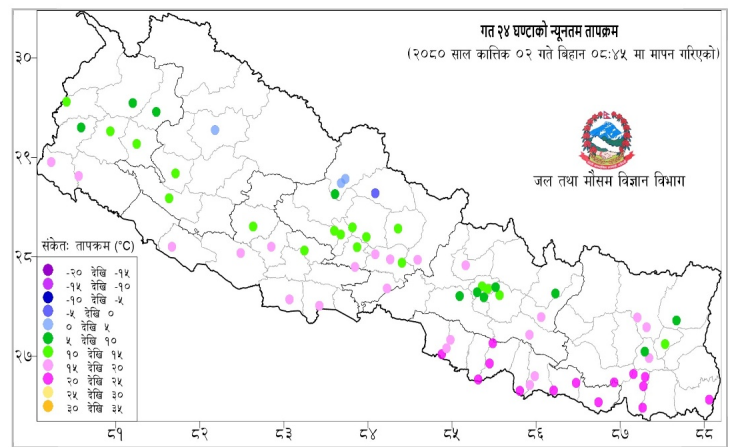 गत २४ घण्टाको न्यूनतम तापक्रम
(२०८० साल कात्तिक ०२ गते बिहान ०८:४५ मा मापन गरिएको)
जल तथा मौसम विज्ञान विभाग
३०
२९
२८
२७
संकेतः तापक्रम (°C)
-२० देखि -१५
-१५ देखि -१०
-१० देखि -५
-५ देखि ०
० देखि ५
५ देखि १०
१० देखि १५
१५ देखि २०
२० देखि २५
२५ देखि ३०
३० देखि ३५
८१ ८२ ८३ ८४ ८५ ८६ ८७ ८८